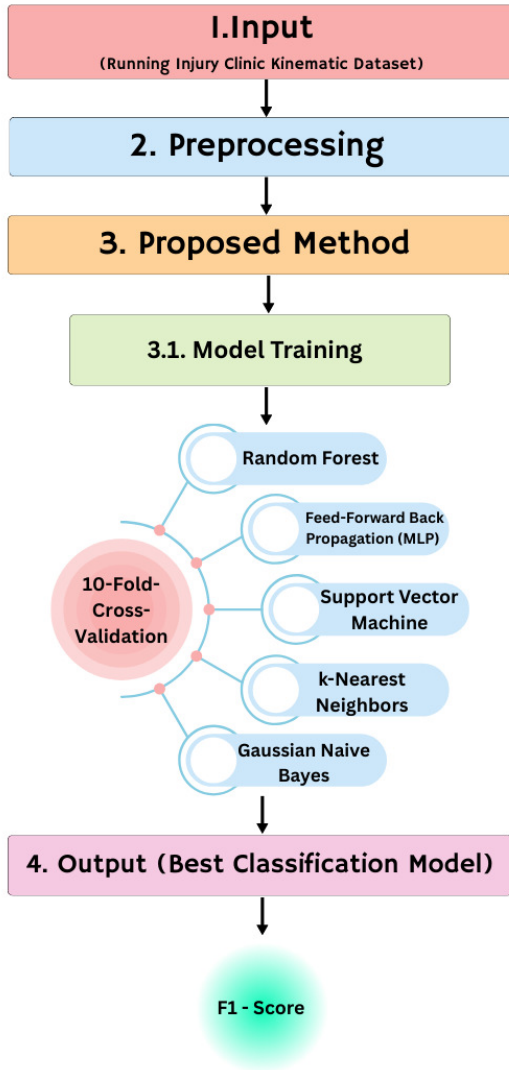 1.Input
(Running Injury Clinic Kinematic Dataset)
2. Preprocessing
3. Proposed Method
3.1. Model Training
Random Forest
Feed-Forward Back
Propagation (MLP)
10-Fold-
Cross-
Validation
Support Vector
Machine
k-Nearest
Neighbors
Gaussian Naive
Bayes
4. Output (Best Classification Model)
F1 - Score